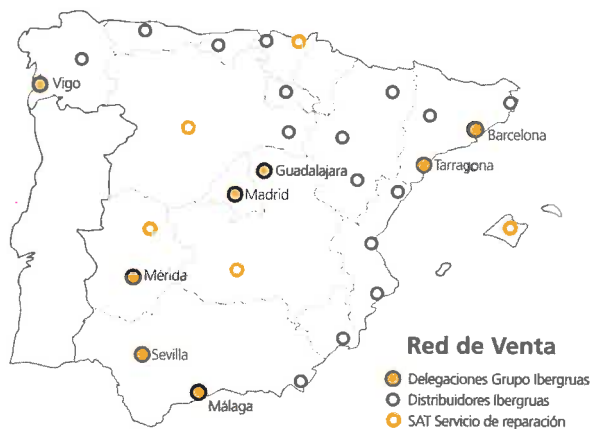 Vigo
Barcelona
Tarragona
Guadalajara
Madrid
Mérida
Sevilla
Málaga
Red de Venta
Delegaciones Grupo Ibergruas
Distribuidores Ibergruas
SAT Servicio de reparación